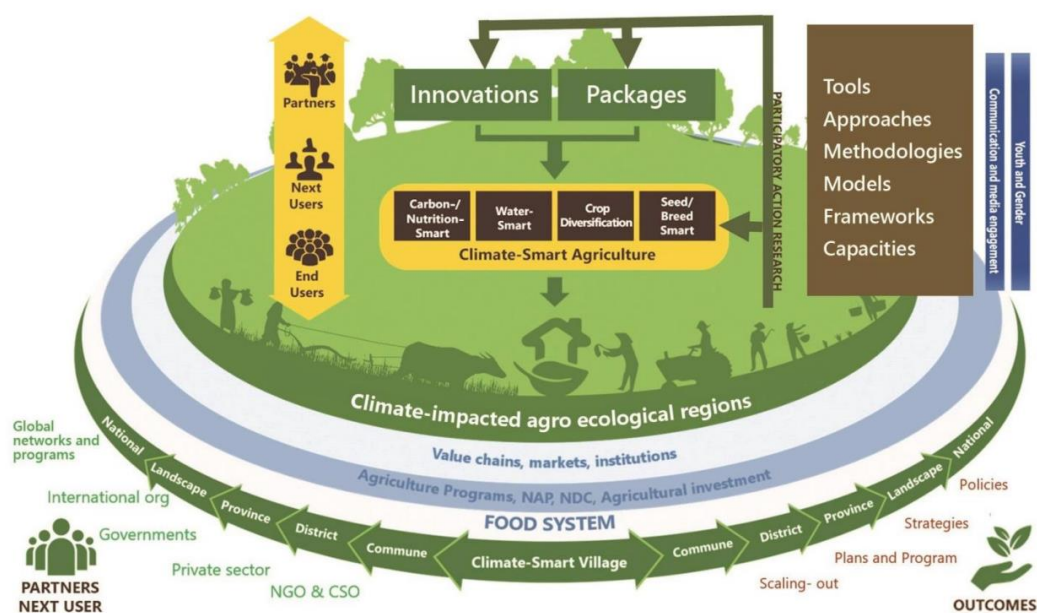 Partners
Next
Users
End
Users
Innovations
Packages
Carbon-/
Nutrition-
Smart
Water-
Smart
Crop
Diversification
Seed/
Breed
Smart
Climate-Smart Agriculture
PARTICIPATORY ACTION RESEARCH
Tools
Approaches
Methodologies
Models
Frameworks
Capacities
Communication and media engagement
Youth and Gender
Climate-impacted agro ecological regions
Value chains, markets, institutions
Agriculture Programs, NAP, NDC, Agricultural investment
FOOD SYSTEM
National
Landscape
Province
District
Commune
Climate-Smart Village
Commune
District
Province
Landscape
National
Global
networks and
programs
International org
Governments
Private sector
NGO & CSO
PARTNERS
NEXT USER
Policies
Strategies
Plans and Program
Scaling- out
OUTCOMES